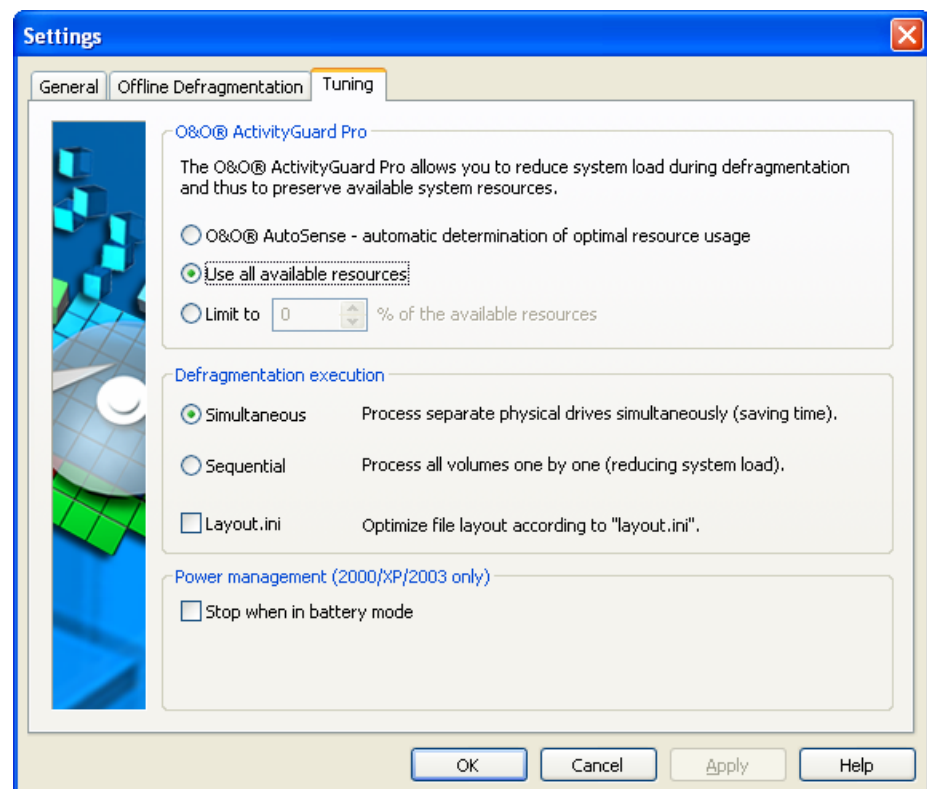 Settings
General
Offline Defragmentation
Tuning
O&O® ActivityGuard Pro
The O&O® ActivityGuard Pro allows you to reduce system load during defragmentation
and thus to preserve available system resources.
O&O® AutoSense - automatic determination of optimal resource usage
Use all available resources
Limit to 0 % of the available resources
Defragmentation execution
Simultaneous Process separate physical drives simultaneously (saving time).
Sequential Process all volumes one by one (reducing system load).
Layout.ini Optimize file layout according to "layout.ini".
Power management (2000/XP/2003 only)
Stop when in battery mode
OK
Cancel
Apply
Help